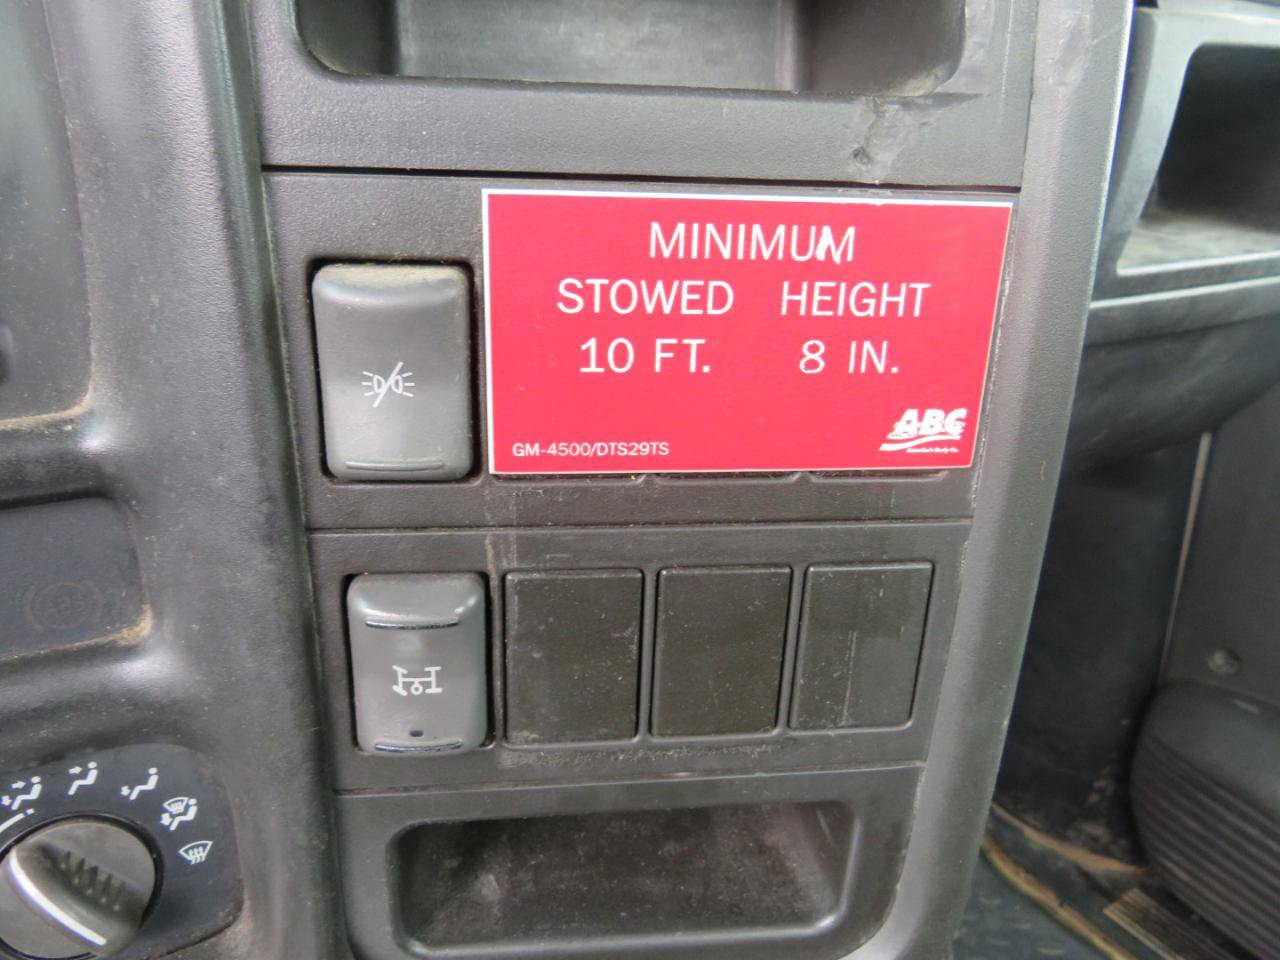 MINIMUM
STOWED HEIGHT
10 FT. 8 IN.
ABC
GM-4500/DTS29TS